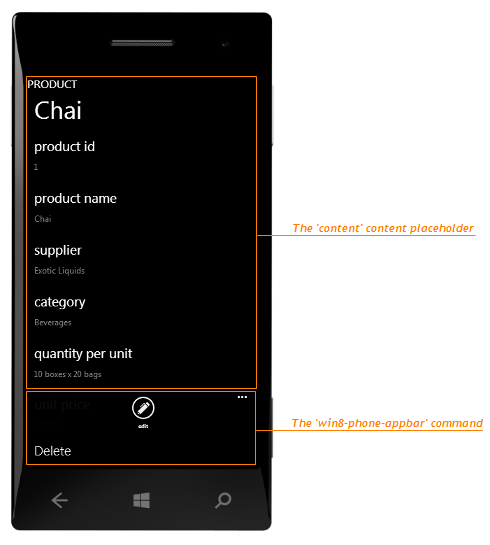 PRODUCT
Chai
product id
1
product name
Chai
The 'content' content placeholder
supplier
Exotic Liquids
category
Beverages
quantity per unit
10 boxes x 20 bags
unit price
...
edit
The 'win8-phone-appbar' command
Delete